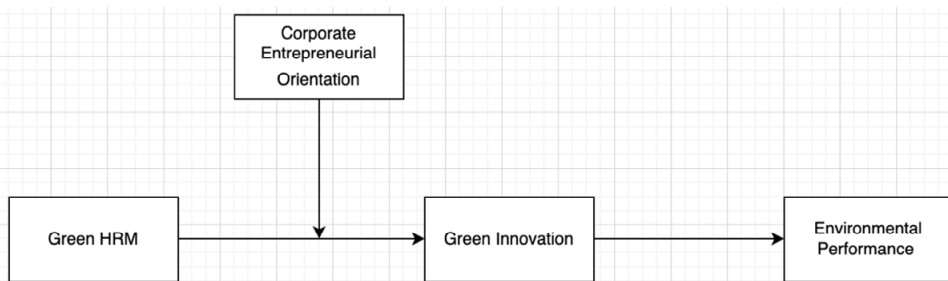 Corporate
Entrepreneurial
Orientation
Green HRM
Green Innovation
Environmental
Performance